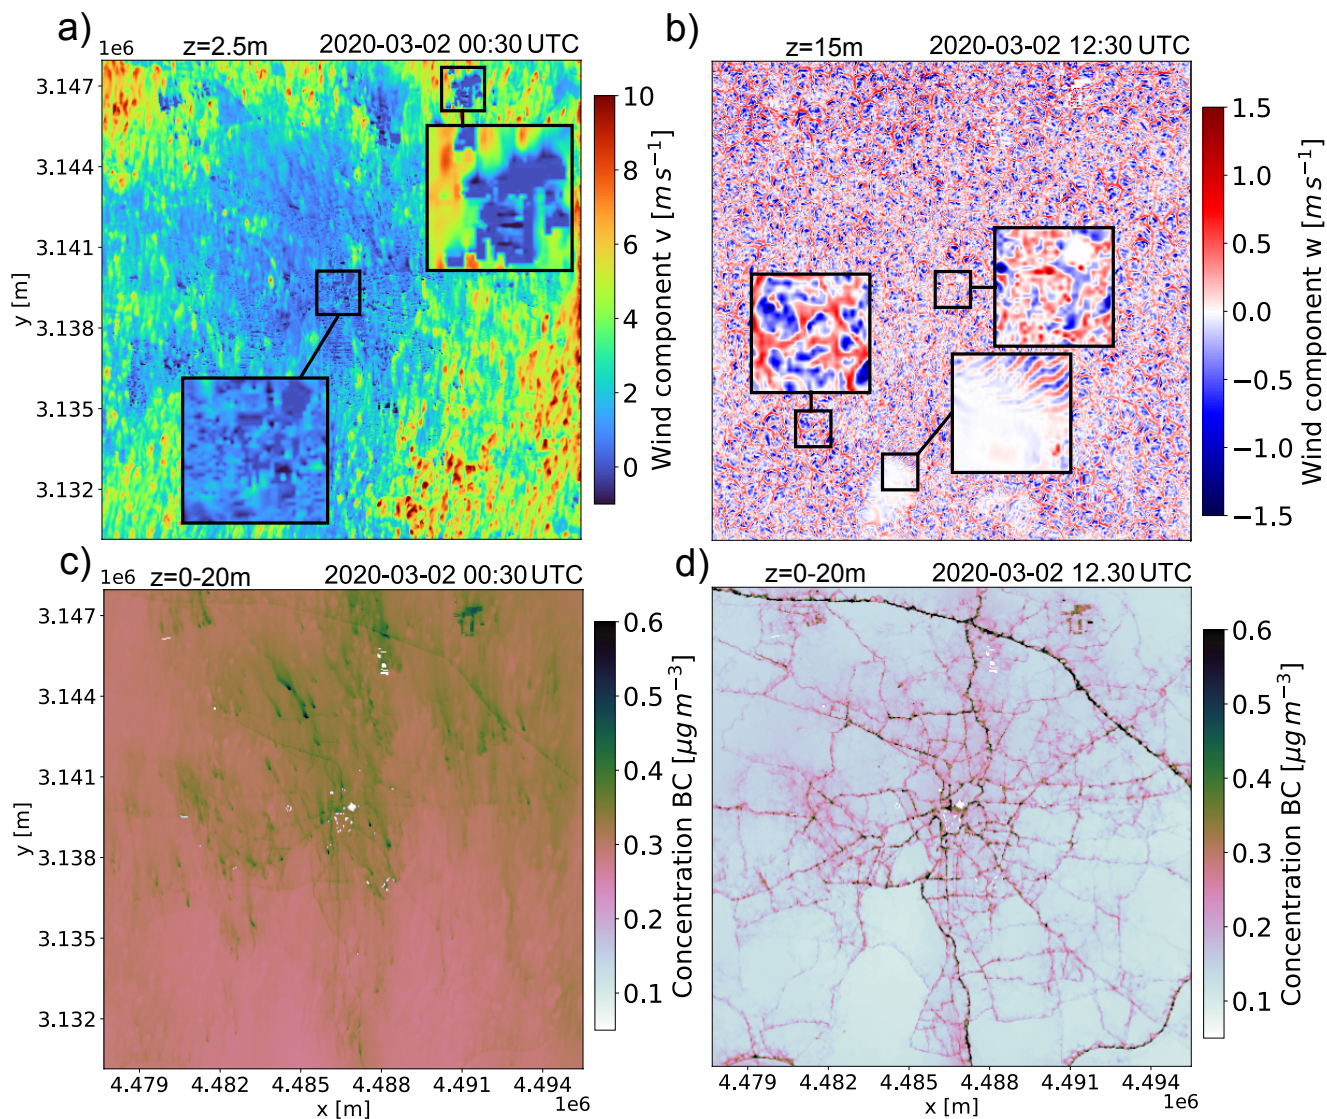 a)
1e6
z=2.5m
2020-03-02 00:30 UTC
3.147
3.144
3.141
3.138
3.135
3.132
y [m]
10
8
6
4
2
0
Wind component v [m s⁻¹]
b)
z=15m
2020-03-02 12:30 UTC
1.5
1.0
0.5
0.0
−0.5
−1.0
−1.5
Wind component w [m s⁻¹]
c)
1e6
z=0-20m
2020-03-02 00:30 UTC
3.147
3.144
3.141
3.138
3.135
3.132
y [m]
4.479
4.482
4.485
4.488
4.491
4.494
x [m]
1e6
0.6
0.5
0.4
0.3
0.2
0.1
Concentration BC [μg m⁻³]
d)
z=0-20m
2020-03-02 12.30 UTC
4.479
4.482
4.485
4.488
4.491
4.494
x [m]
1e6
0.6
0.5
0.4
0.3
0.2
0.1
Concentration BC [μg m⁻³]